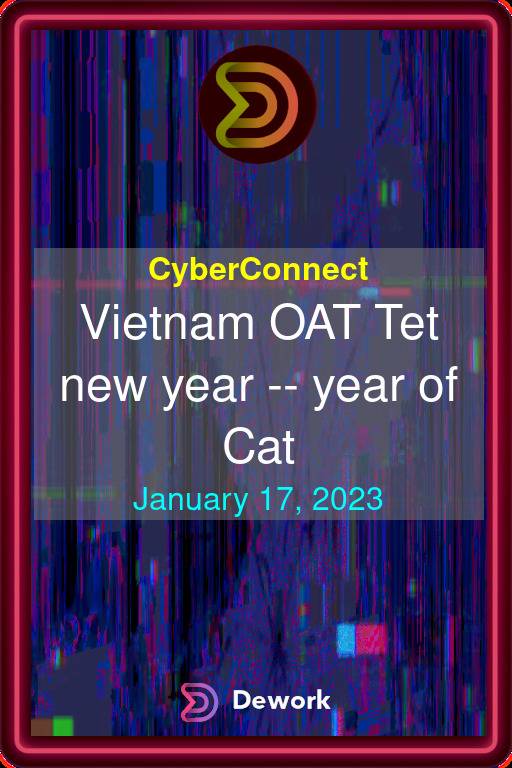 CyberConnect
Vietnam OAT Tet
new year -- year of
Cat
January 17, 2023
Dework